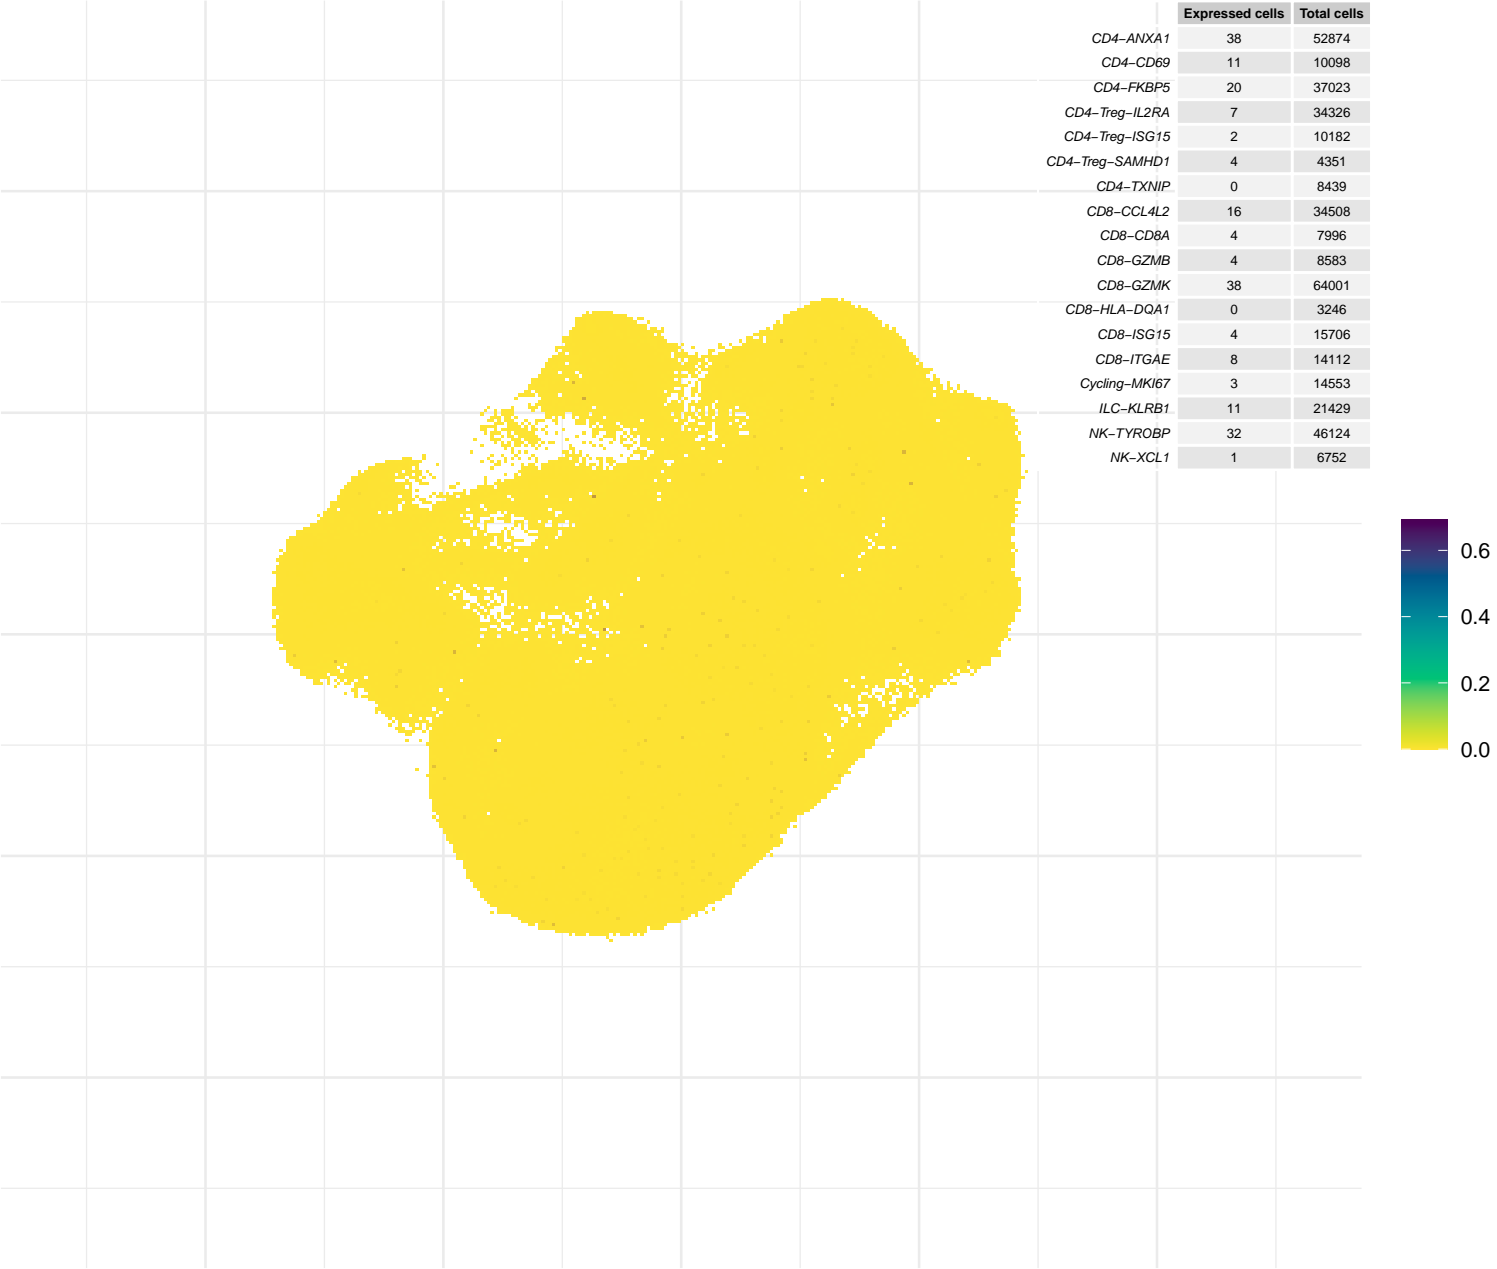 Expressed cells Total cells
CD4−ANXA1 38 52874
CD4−CD69 11 10098
CD4−FKBP5 20 37023
CD4−Treg−IL2RA 7 34326
CD4−Treg−ISG15 2 10182
CD4−Treg−SAMHD1 4 4351
CD4−TXNIP 0 8439
CD8−CCL4L2 16 34508
CD8−CD8A 4 7996
CD8−GZMB 4 8583
CD8−GZMK 38 64001
CD8−HLA−DQA1 0 3246
CD8−ISG15 4 15706
CD8−ITGAE 8 14112
Cycling−MKI67 3 14553
ILC−KLRB1 11 21429
NK−TYROBP 32 46124
NK−XCL1 1 6752
0.6
0.4
0.2
0.0